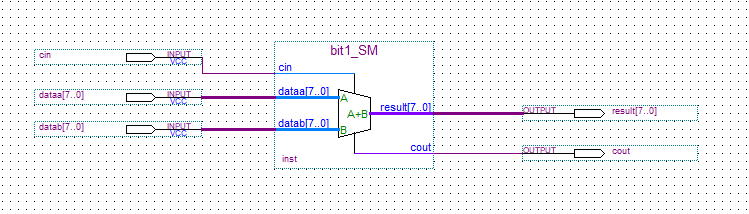 bit1_SM
cin INPUT VCC cin
dataa[7..0] INPUT VCC dataa[7..0] A
result[7..0] OUTPUT result[7..0]
A+B
datab[7..0] INPUT VCC datab[7..0] B
cout OUTPUT cout
inst